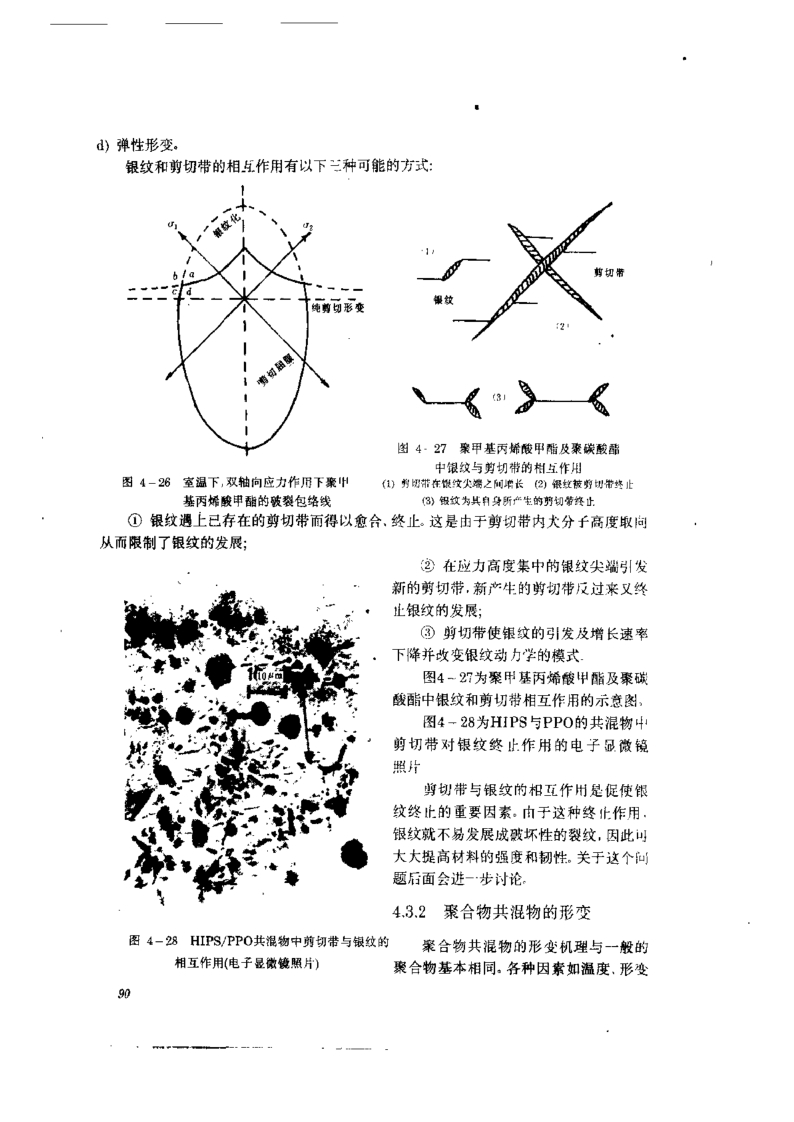 d) 弹性形变。
银纹和剪切带的相互作用有以下三种可能的方式:
σ1
银纹化
σ2
b a
c d
纯剪切形变
剪切屈服
(1)
剪切带
银纹
(2)
(3)
图 4-26 室温下,双轴向应力作用下聚甲
基丙烯酸甲酯的破裂包络线
图 4-27 聚甲基丙烯酸甲酯及聚碳酸酯
中银纹与剪切带的相互作用
(1) 剪切带在银纹尖端之间增长 (2) 银纹被剪切带终止
(3) 银纹为其自身所产生的剪切带终止
① 银纹遇上已存在的剪切带而得以愈合、终止。这是由于剪切带内大分子高度取向
从而限制了银纹的发展;
② 在应力高度集中的银纹尖端引发
新的剪切带,新产生的剪切带反过来又终
止银纹的发展;
③ 剪切带使银纹的引发及增长速率
下降并改变银纹动力学的模式.
图4-27为聚甲基丙烯酸甲酯及聚碳
酸酯中银纹和剪切带相互作用的示意图。
图4-28为HIPS与PPO的共混物中
剪切带对银纹终止作用的电子显微镜
照片
剪切带与银纹的相互作用是促使银
纹终止的重要因素。由于这种终止作用,
银纹就不易发展成破坏性的裂纹,因此可
大大提高材料的强度和韧性。关于这个问
题后面会进一步讨论。
10μm
图 4-28 HIPS/PPO共混物中剪切带与银纹的
相互作用(电子显微镜照片)
4.3.2 聚合物共混物的形变
聚合物共混物的形变机理与一般的
聚合物基本相同。各种因素如温度、形变
90